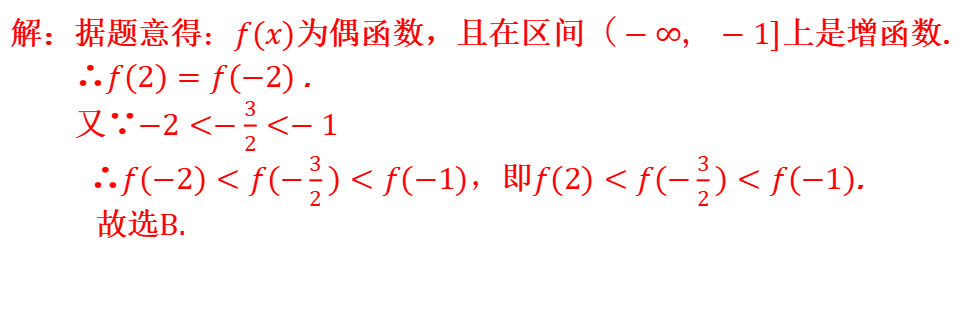 解：据题意得：f(x)为偶函数，且在区间（－∞，－1]上是增函数.
∴f(2) = f(−2) .
又∵−2 <− 3/2 <− 1
∴f(−2) < f(−3/2) < f(−1)，即f(2) < f(−3/2) < f(−1).
故选B.